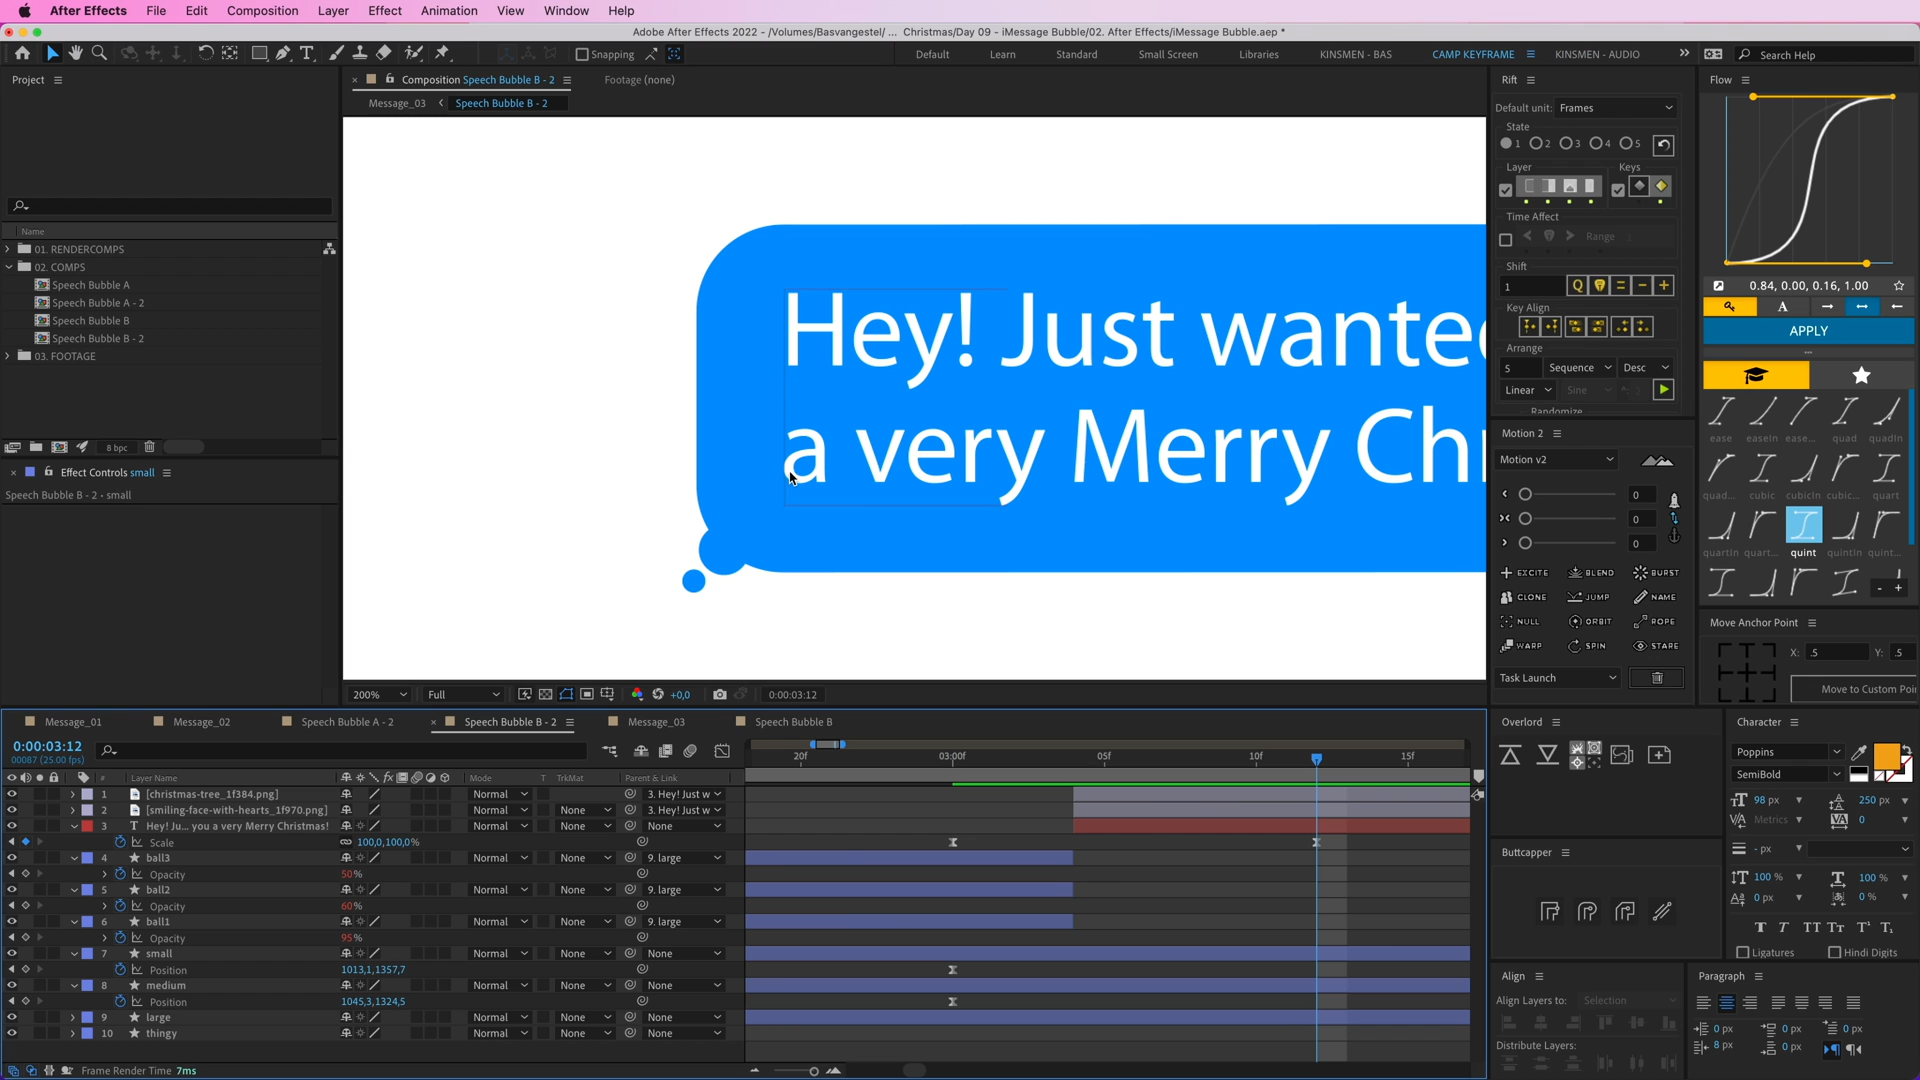 After Effects File Edit Composition Layer Effect Animation View Window Help
Adobe After Effects 2022 - /Volumes/Basvangestel/ ... Christmas/Day 09 - iMessage Bubble/02. After Effects/iMessage Bubble.aep *
Snapping Default Learn Standard Small Screen Libraries KINSMEN - BAS CAMP KEYFRAME KINSMEN - AUDIO Search Help
Project
Name
01. RENDERCOMPS
02. COMPS
Speech Bubble A
Speech Bubble A - 2
Speech Bubble B
Speech Bubble B - 2
03. FOOTAGE
8 bpc
Effect Controls small
Speech Bubble B - 2 • small
Composition Speech Bubble B - 2 Footage (none)
Message_03 Speech Bubble B - 2
Hey! Just wanted
a very Merry Chr
200% Full +0,0 0:00:03:12
Rift
Default unit: Frames
State
1 2 3 4 5
Layer Keys
Time Affect
Range
Shift
1 Q
Key Align
Arrange
5 Sequence Desc
Linear Sine
Randomize
Motion 2
Motion v2
0
0
0
EXCITE BLEND BURST
CLONE JUMP NAME
NULL ORBIT ROPE
WARP SPIN STARE
Task Launch
Flow
0.84, 0.00, 0.16, 1.00
A
APPLY
ease easeIn ease... quad quadIn
quad... cubic cubicIn cubic... quart
quartIn quart... quint quintIn quint...
Move Anchor Point
X: .5 Y: .5
Move to Custom Poi
Message_01 Message_02 Speech Bubble A - 2 Speech Bubble B - 2 Message_03 Speech Bubble B
0:00:03:12
00087 (25.00 fps)
20f 03:00f 05f 10f 15f
# Layer Name fx Mode T TrkMat Parent & Link
1 [christmas-tree_1f384.png] Normal 3. Hey! Just w
2 [smiling-face-with-hearts_1f970.png] Normal None 3. Hey! Just w
3 T Hey! Ju... you a very Merry Christmas! Normal None None
Scale 100,0,100,0%
4 ball3 Normal None 9. large
Opacity 50%
5 ball2 Normal None 9. large
Opacity 60%
6 ball1 Normal None 9. large
Opacity 95%
7 small Normal None None
Position 1013,1,1357,7
8 medium Normal None None
Position 1045,3,1324,5
9 large Normal None None
10 thingy Normal None None
Frame Render Time 7ms
Overlord
Buttcapper
Align
Align Layers to: Selection
Distribute Layers:
Character
Poppins
SemiBold
98 px 250 px
Metrics 0
- px
100 % 100 %
0 px 0 %
Ligatures Hindi Digits
Paragraph
0 px 0 px 0 px
8 px 0 px